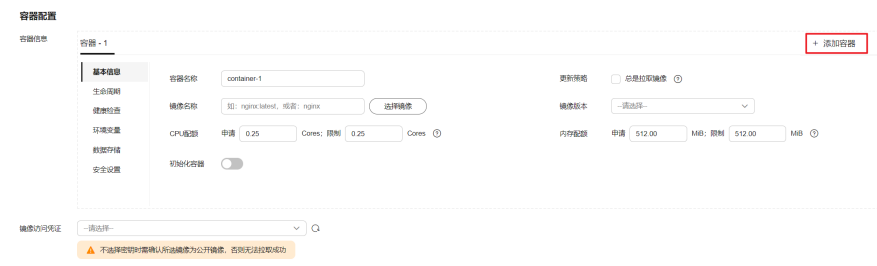 容器配置
容器信息
容器 - 1
+ 添加容器
基本信息
生命周期
健康检查
环境变量
数据存储
安全设置
容器名称 container-1
更新策略 总是拉取镜像
镜像名称 如：nginx:latest，或者：nginx 选择镜像
镜像版本 --请选择--
CPU配额 申请 0.25 Cores；限制 0.25 Cores
内存配额 申请 512.00 MiB；限制 512.00 MiB
初始化容器
镜像访问凭证 --请选择--
不选择密钥时需确认所选镜像为公开镜像，否则无法拉取成功